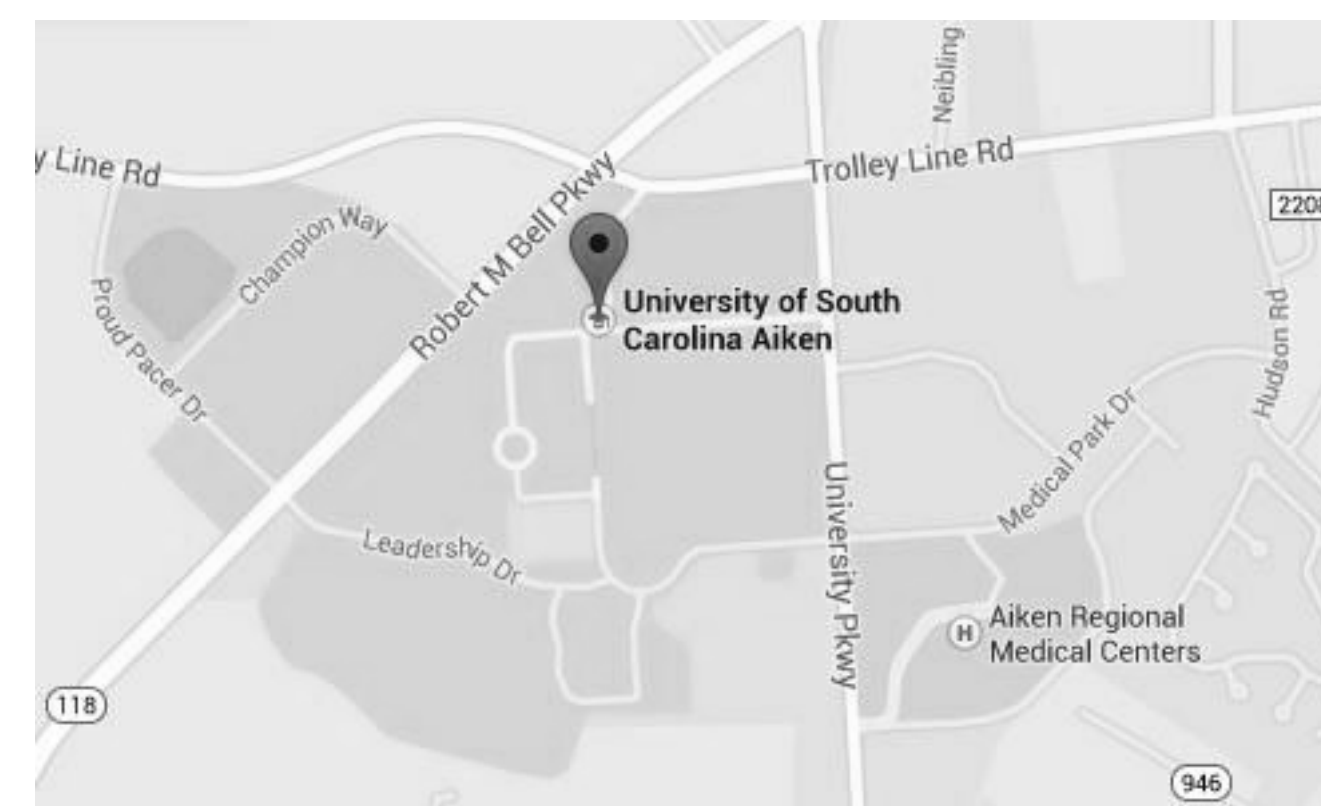 Neibling
y Line Rd
Trolley Line Rd
Champion Way
Robert M Bell Pkwy
2208
University of South
Carolina Aiken
Proud Pacer Dr
Hudson Rd
Medical Park Dr
University Pkwy
Leadership Dr
Aiken Regional
Medical Centers
H
118
946